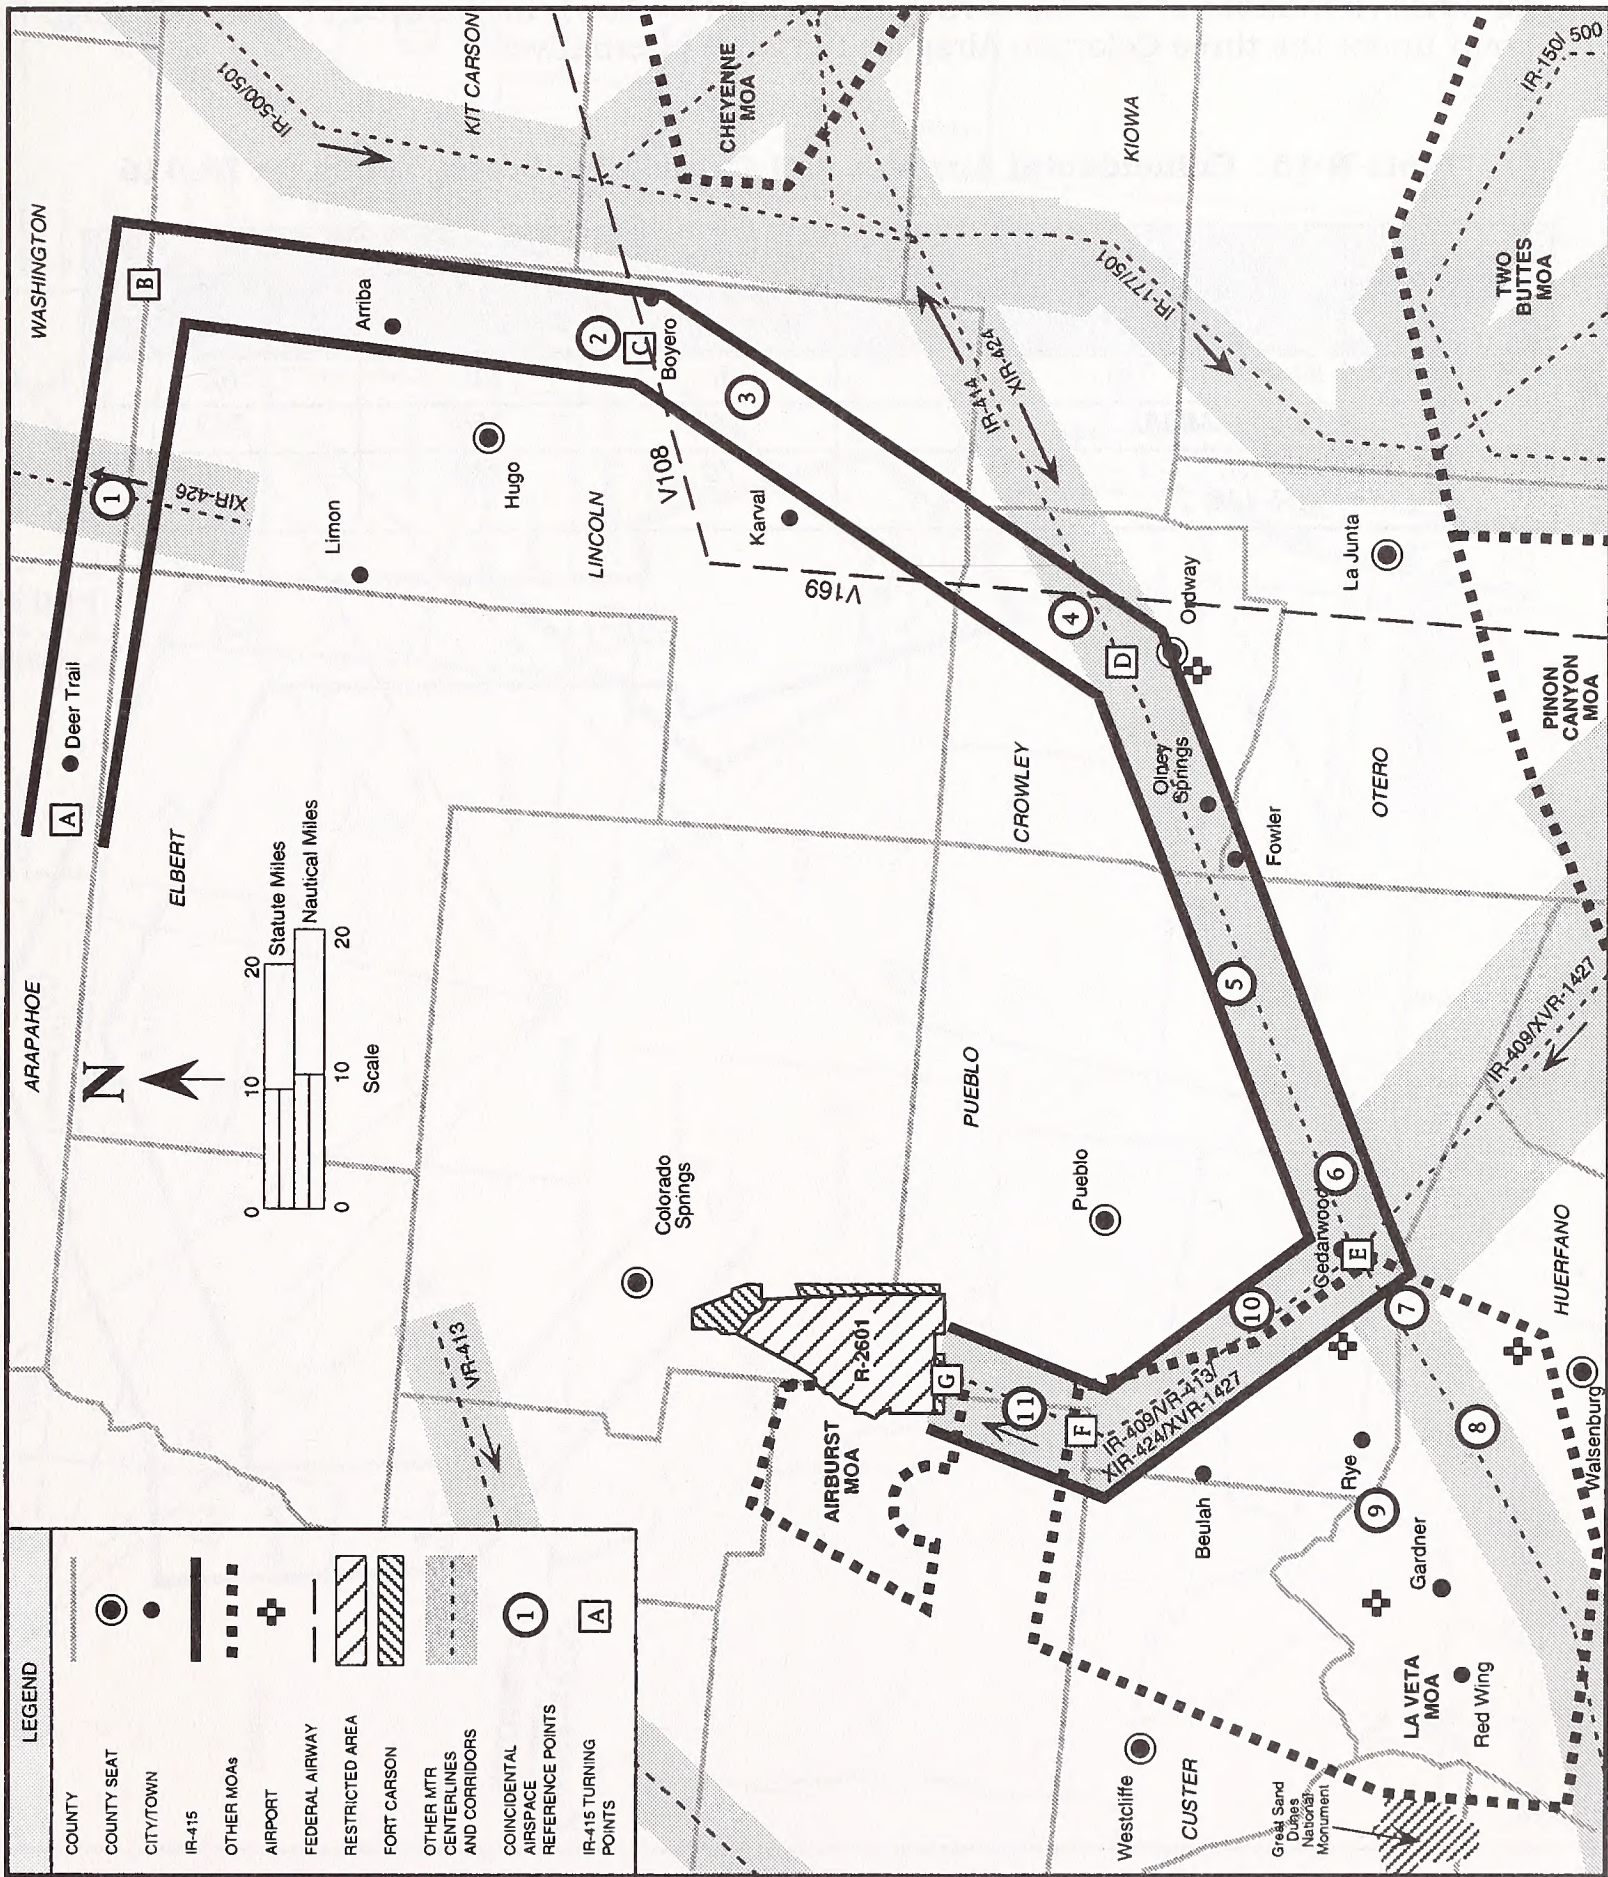 LEGEND
COUNTY
COUNTY SEAT
CITY/TOWN
IR-415
OTHER MOAs
AIRPORT
FEDERAL AIRWAY
RESTRICTED AREA
FORT CARSON
OTHER MTR
CENTERLINES
AND CORRIDORS
COINCIDENTAL
AIRSPACE
REFERENCE POINTS
1
IR-415 TURNING
POINTS
A
ARAPAHOE
N
0
10
20
Statute Miles
Nautical Miles
0
10
20
Scale
A
Deer Trail
ELBERT
WASHINGTON
B
1
XIR-426
Limon
Arriba
Hugo
LINCOLN
2
C
Boyero
3
V108
Karval
V169
KIT CARSON
IR-500/501
CHEYENNE
MOA
KIOWA
IR-150/ 500
IR-177/501
TWO
BUTTES
MOA
IR-414
XIR-424
4
D
Ordway
La Junta
PINON
CANYON
MOA
OTERO
CROWLEY
Olney
Springs
Fowler
5
PUEBLO
Pueblo
Colorado
Springs
VR-413
R-2601
AIRBURST
MOA
G
11
F
IR-409/VR-413/
XIR-424/XVR-1427
10
Cedarwood
6
E
7
IR-409/XVR-1427
HUERFANO
Walsenburg
8
Rye
9
Beulah
Gardner
LA VETA
MOA
Red Wing
Westcliffe
CUSTER
Great Sand
Dunes
National
Monument